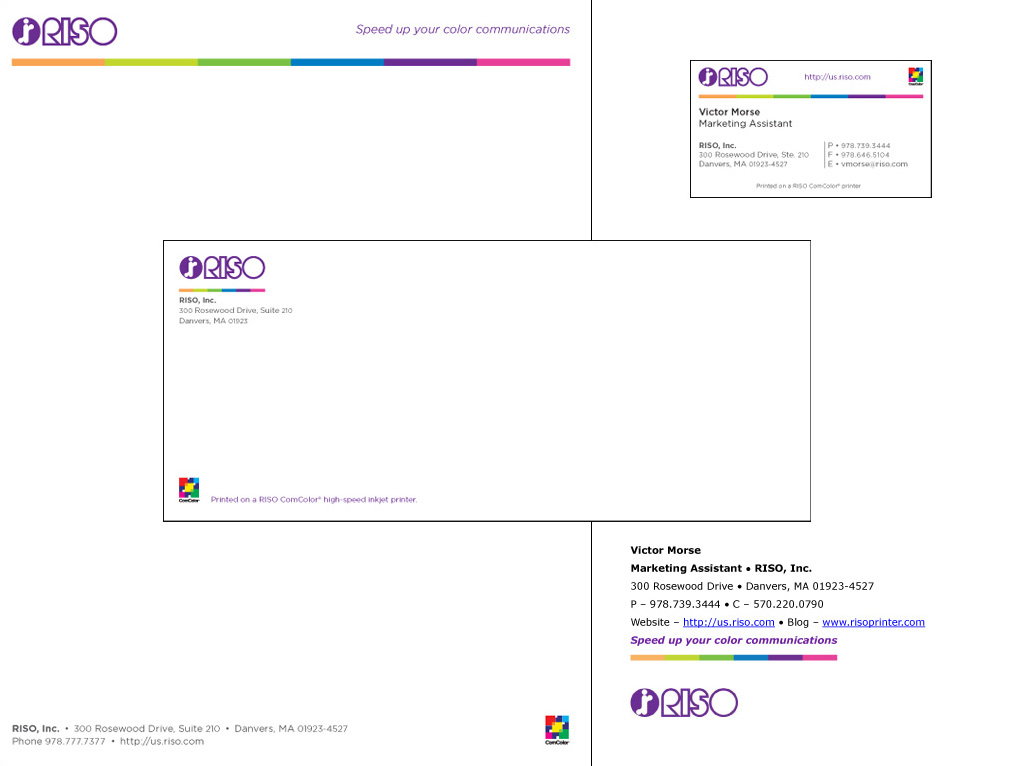 RISO
Speed up your color communications
RISO
http://us.riso.com
ComColor
Victor Morse
Marketing Assistant
RISO, Inc.
300 Rosewood Drive, Ste. 210
Danvers, MA 01923-4527
P • 978.739.3444
F • 978.646.5104
E • vmorse@riso.com
Printed on a RISO ComColor® printer
RISO
RISO, Inc.
300 Rosewood Drive, Suite 210
Danvers, MA 01923
ComColor
Printed on a RISO ComColor® high-speed inkjet printer.
Victor Morse
Marketing Assistant • RISO, Inc.
300 Rosewood Drive • Danvers, MA 01923-4527
P – 978.739.3444 • C – 570.220.0790
Website – http://us.riso.com • Blog – www.risoprinter.com
Speed up your color communications
RISO
RISO, Inc. • 300 Rosewood Drive, Suite 210 • Danvers, MA 01923-4527
Phone 978.777.7377 • http://us.riso.com
ComColor